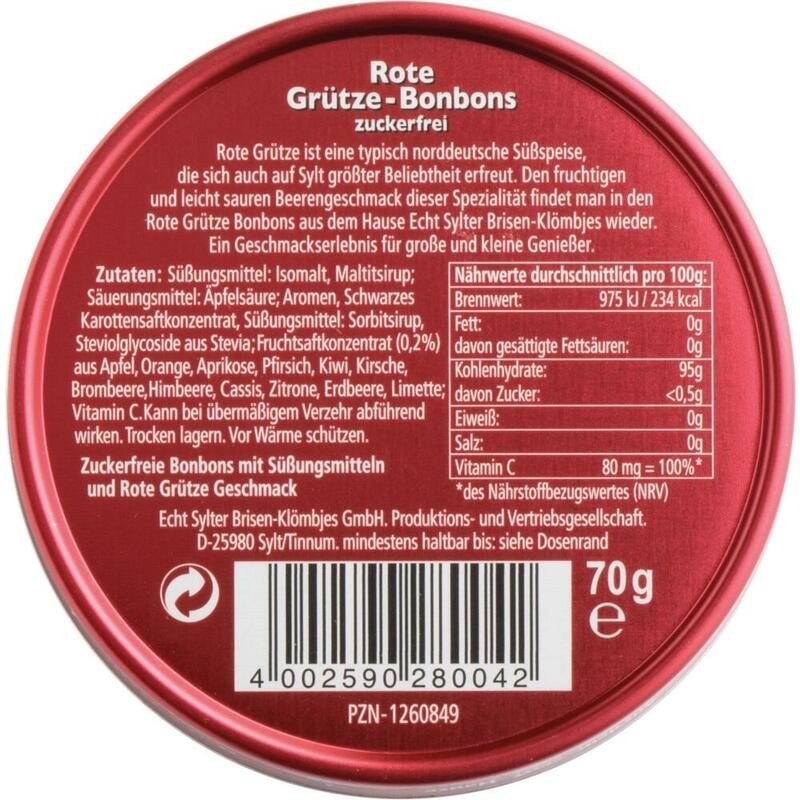 Rote
Grütze-Bonbons
zuckerfrei
Rote Grütze ist eine typisch norddeutsche Süßspeise,
die sich auch auf Sylt größter Beliebtheit erfreut. Den fruchtigen
und leicht sauren Beerengeschmack dieser Spezialität findet man in den
Rote Grütze Bonbons aus dem Hause Echt Sylter Brisen-Klömbjes wieder.
Ein Geschmackserlebnis für große und kleine Genießer.
Zutaten: Süßungsmittel: Isomalt, Maltitsirup;
Säuerungsmittel: Äpfelsäure; Aromen, Schwarzes
Karottensaftkonzentrat, Süßungsmittel: Sorbitsirup,
Steviolglycoside aus Stevia; Fruchtsaftkonzentrat (0,2%)
aus Apfel, Orange, Aprikose, Pfirsich, Kiwi, Kirsche,
Brombeere, Himbeere, Cassis, Zitrone, Erdbeere, Limette;
Vitamin C. Kann bei übermäßigem Verzehr abführend
wirken. Trocken lagern. Vor Wärme schützen.
Zuckerfreie Bonbons mit Süßungsmitteln
und Rote Grütze Geschmack
Nährwerte durchschnittlich pro 100g:
Brennwert: 975 kJ / 234 kcal
Fett: 0g
davon gesättigte Fettsäuren: 0g
Kohlenhydrate: 95g
davon Zucker: <0,5g
Eiweiß: 0g
Salz: 0g
Vitamin C 80 mg = 100%*
*des Nährstoffbezugswertes (NRV)
Echt Sylter Brisen-Klömbjes GmbH. Produktions- und Vertriebsgesellschaft.
D-25980 Sylt/Tinnum. mindestens haltbar bis: siehe Dosenrand
70g
e
4 002590 280042
PZN-1260849